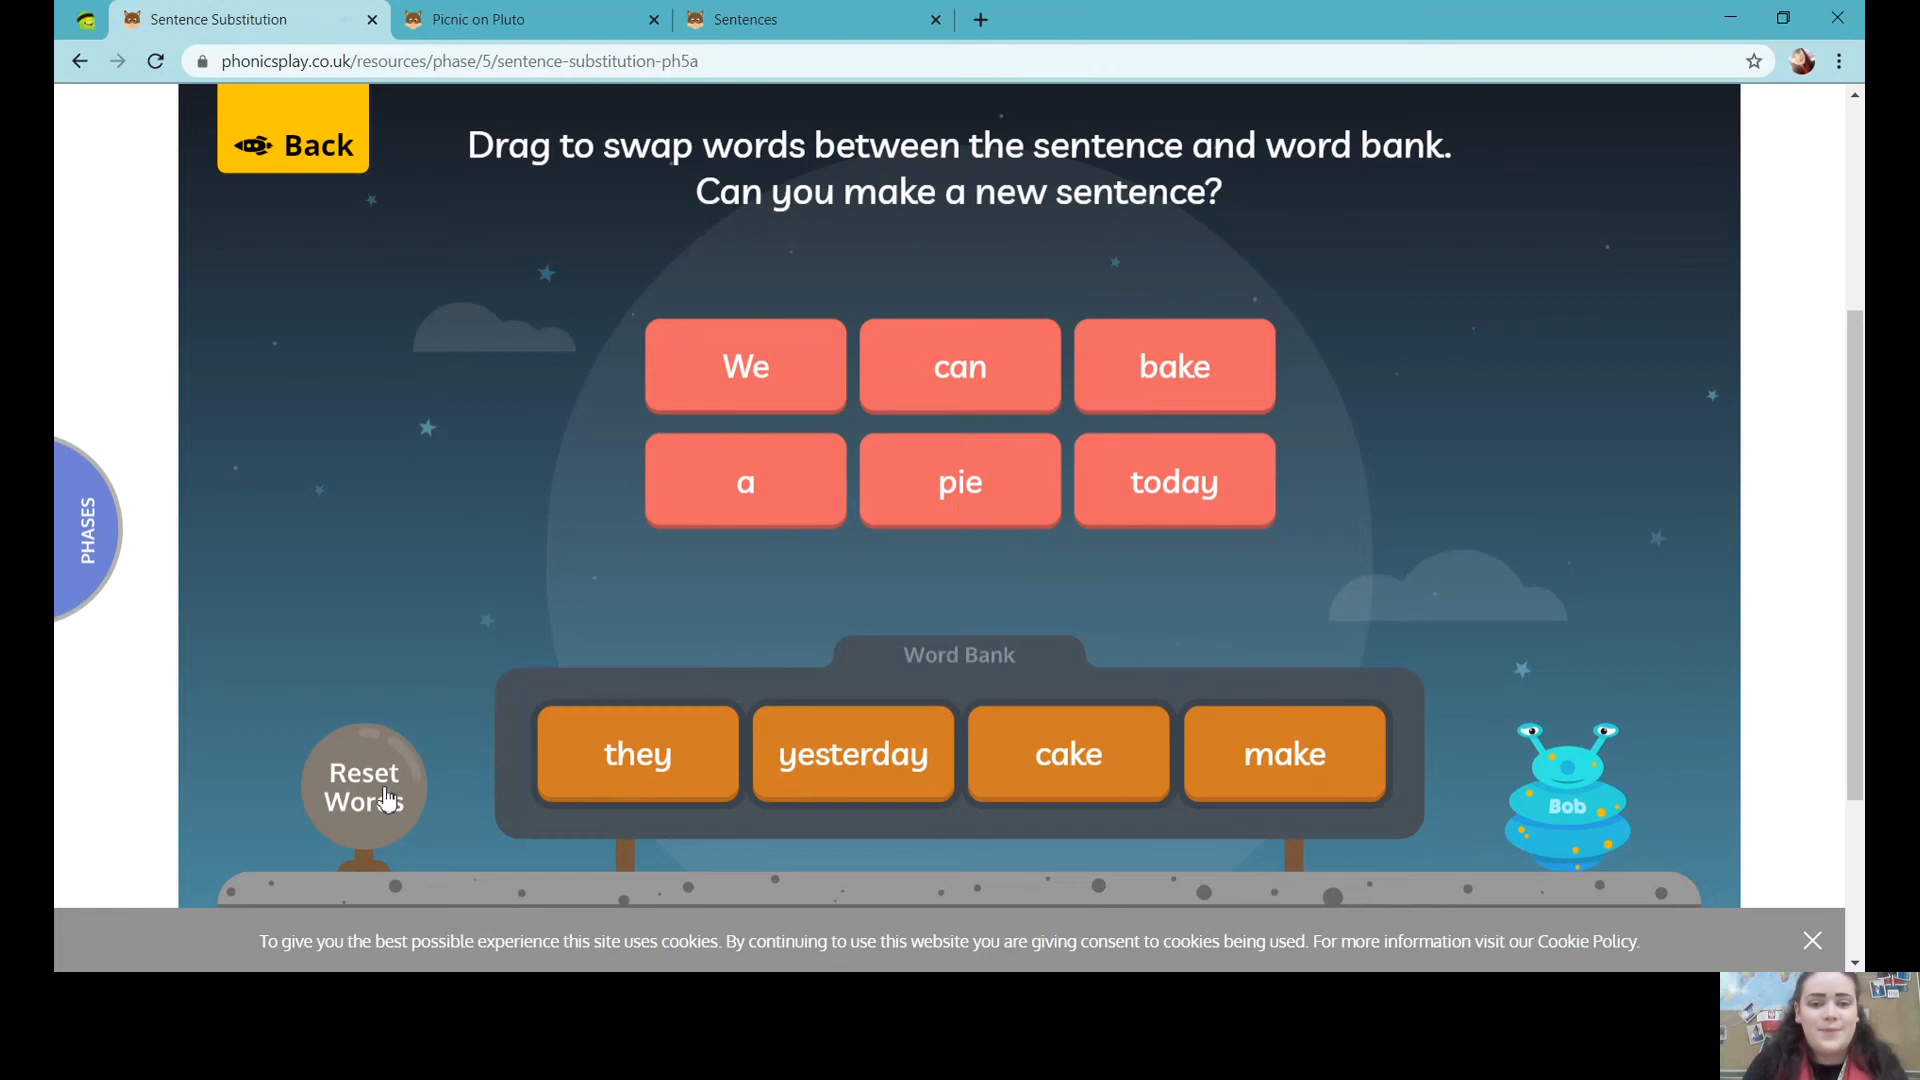 Sentence Substitution
Picnic on Pluto
Sentences
phonicsplay.co.uk/resources/phase/5/sentence-substitution-ph5a
Back
Drag to swap words between the sentence and word bank.
Can you make a new sentence?
We can bake
a pie today
PHASES
Word Bank
they yesterday cake make
Reset
Words
Bob
To give you the best possible experience this site uses cookies. By continuing to use this website you are giving consent to cookies being used. For more information visit our Cookie Policy.